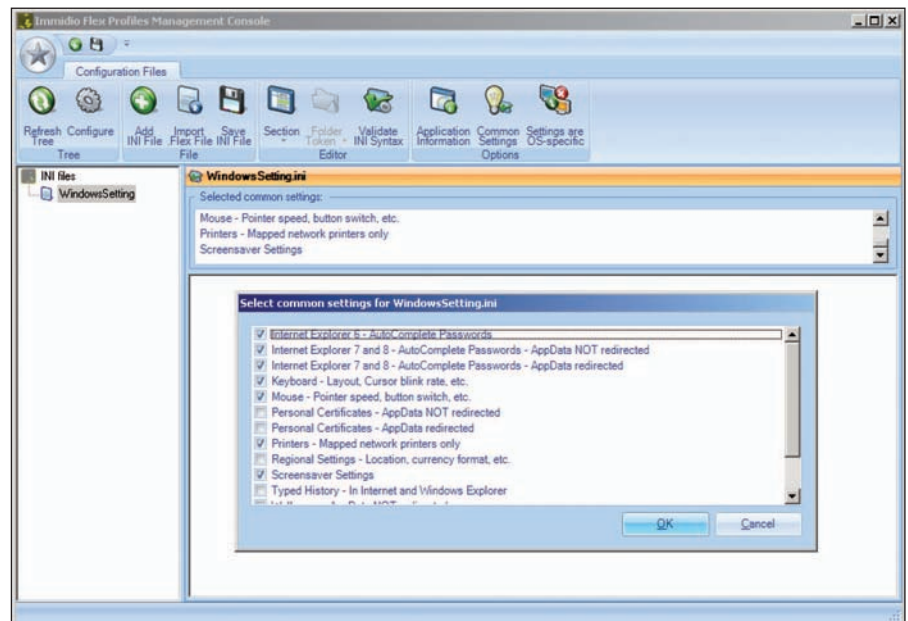 Immidio Flex Profiles Management Console
Configuration Files
Refresh Tree
Configure
Add INI File
Import Flex File
Save INI File
Section
Folder Token
Validate INI Syntax
Application Information
Common Settings
Settings are OS-specific
Tree
File
Editor
Options
INI files
WindowsSetting
WindowsSetting.ini
Selected common settings:
Mouse - Pointer speed, button switch, etc.
Printers - Mapped network printers only
Screensaver Settings
Select common settings for WindowsSetting.ini
Internet Explorer 6 - AutoComplete Passwords
Internet Explorer 7 and 8 - AutoComplete Passwords - AppData NOT redirected
Internet Explorer 7 and 8 - AutoComplete Passwords - AppData redirected
Keyboard - Layout, Cursor blink rate, etc.
Mouse - Pointer speed, button switch, etc.
Personal Certificates - AppData NOT redirected
Personal Certificates - AppData redirected
Printers - Mapped network printers only
Regional Settings - Location, currency format, etc.
Screensaver Settings
Typed History - In Internet and Windows Explorer
OK
Cancel